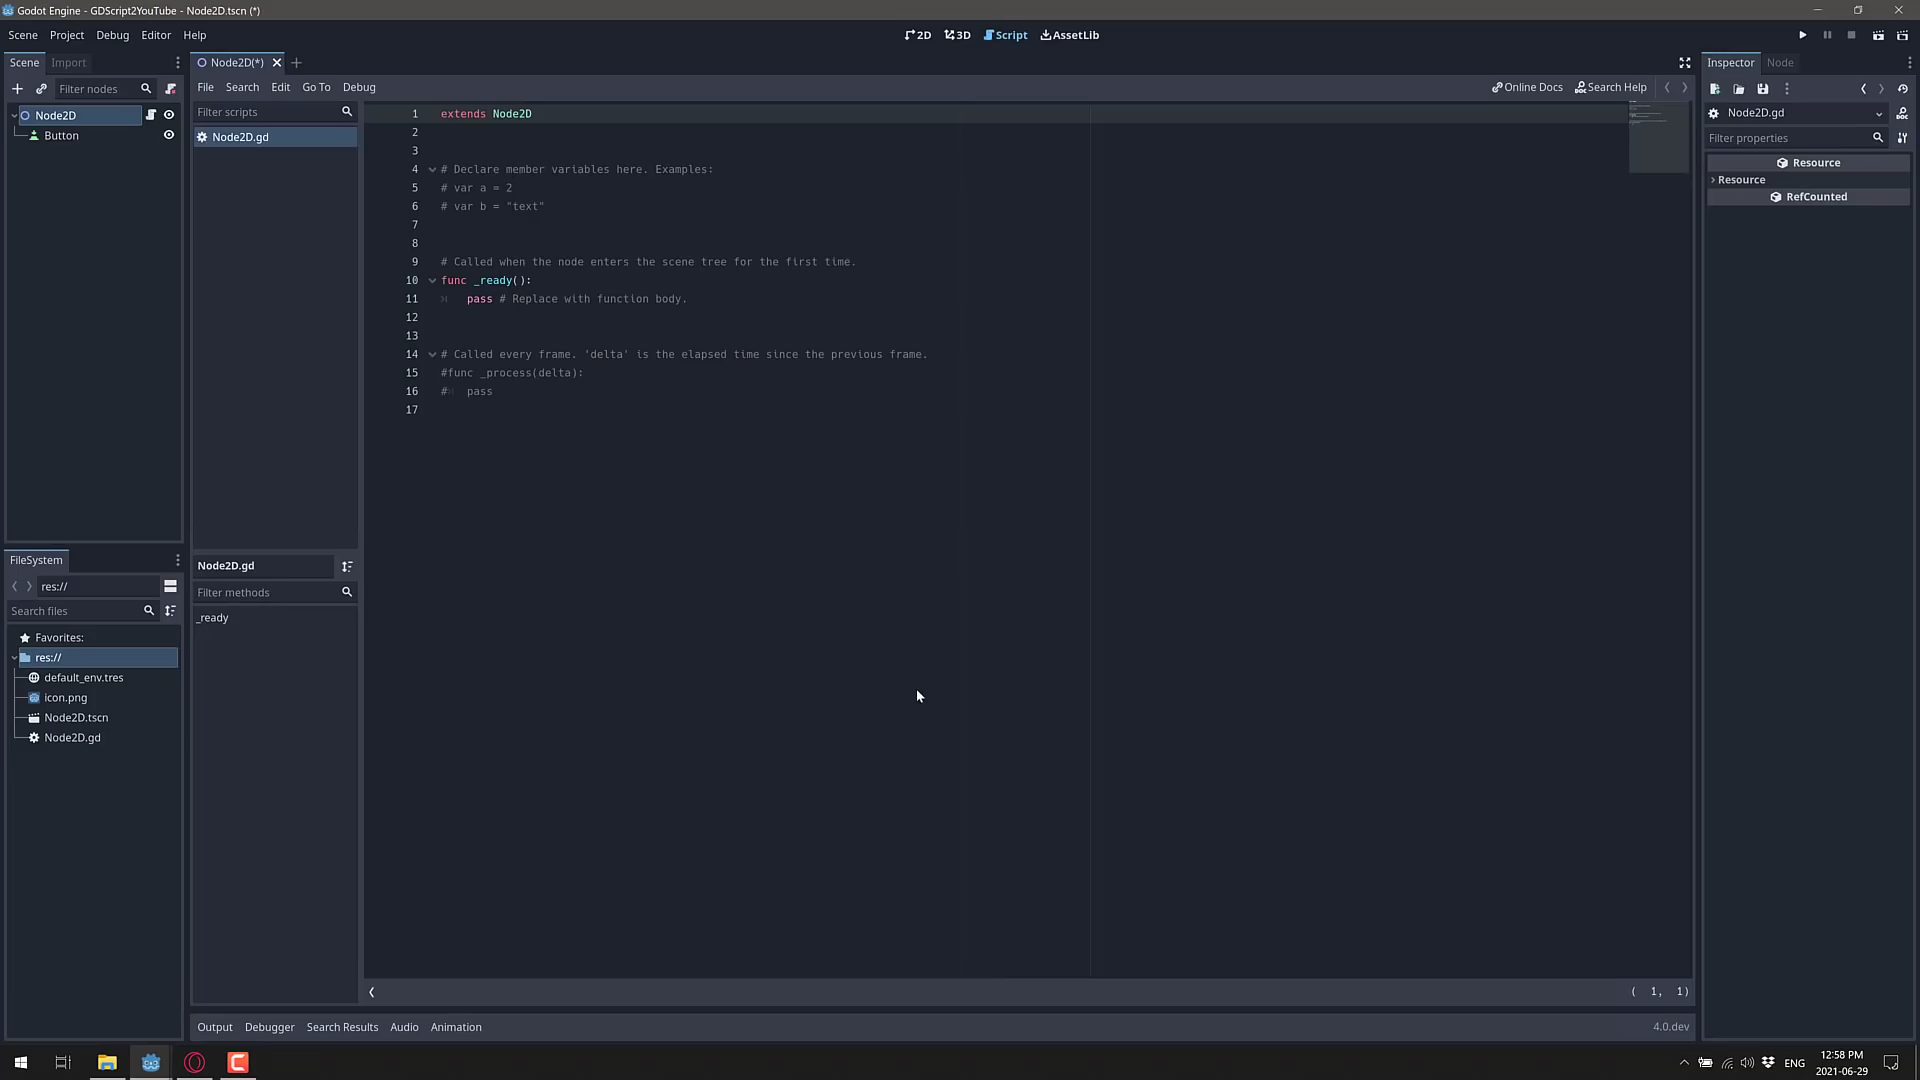 Godot Engine - GDScript2YouTube - Node2D.tscn (*)
Scene Project Debug Editor Help
2D 3D Script AssetLib
Scene Import
Node2D(*)
Inspector Node
Filter nodes
File Search Edit Go To Debug
Online Docs Search Help
Node2D
Button
Filter scripts
Node2D.gd
1 extends Node2D
2
3
4 # Declare member variables here. Examples:
5 # var a = 2
6 # var b = "text"
7
8
9 # Called when the node enters the scene tree for the first time.
10 func _ready():
11 pass # Replace with function body.
12
13
14 # Called every frame. 'delta' is the elapsed time since the previous frame.
15 #func _process(delta):
16 # pass
17
Node2D.gd
Filter properties
Resource
Resource
RefCounted
FileSystem
res://
Search files
Favorites:
res://
default_env.tres
icon.png
Node2D.tscn
Node2D.gd
Node2D.gd
Filter methods
_ready
( 1, 1)
Output Debugger Search Results Audio Animation
4.0.dev
ENG
12:58 PM
2021-06-29